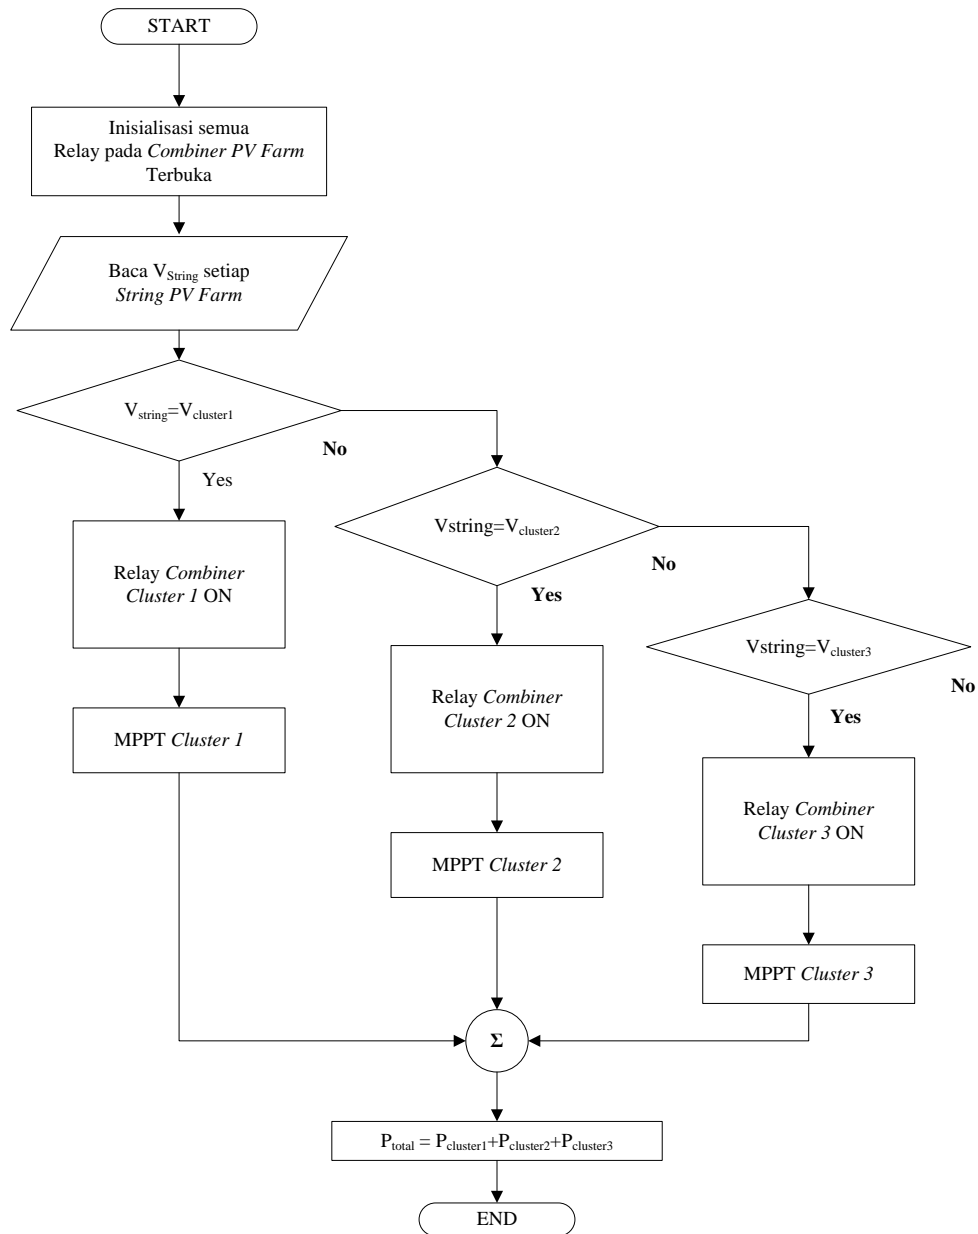 START
Inisialisasi semua
Relay pada Combiner PV Farm
Terbuka
Baca VString setiap
String PV Farm
Vstring=Vcluster1
No
Yes
Vstring=Vcluster2
No
Yes
Relay Combiner
Cluster 1 ON
Vstring=Vcluster3
No
Yes
Relay Combiner
Cluster 2 ON
MPPT Cluster 1
Relay Combiner
Cluster 3 ON
MPPT Cluster 2
MPPT Cluster 3
Σ
Ptotal = Pcluster1+Pcluster2+Pcluster3
END